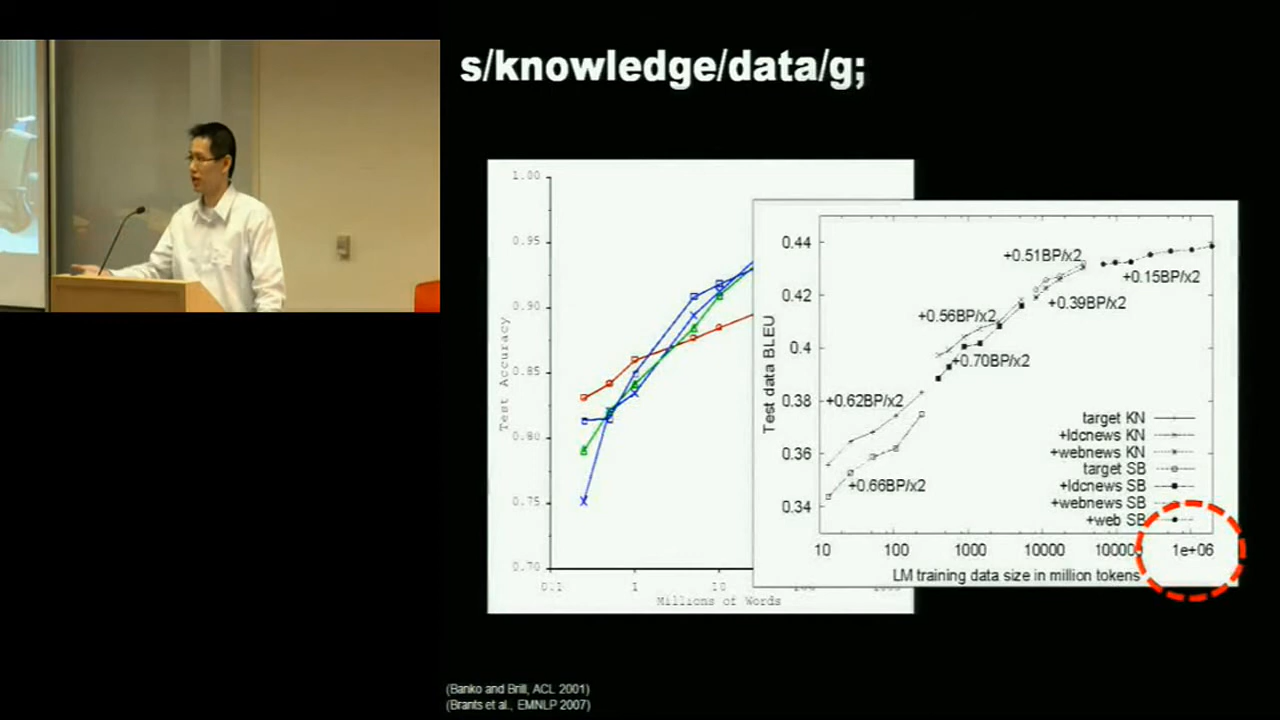 s/knowledge/data/g;
1.00
0.95
0.90
0.85
0.80
0.75
0.70
0.1
1
10
Millions of Words
Test Accuracy
0.44
0.42
0.4
0.38
0.36
0.34
Test data BLEU
+0.51BP/x2
+0.15BP/x2
+0.39BP/x2
+0.56BP/x2
+0.70BP/x2
+0.62BP/x2
+0.66BP/x2
target KN
+ldcnews KN
+webnews KN
target SB
+ldcnews SB
+webnews SB
+web SB
10 100 1000 10000 100000 1e+06
LM training data size in million tokens
(Banko and Brill, ACL 2001)
(Brants et al., EMNLP 2007)